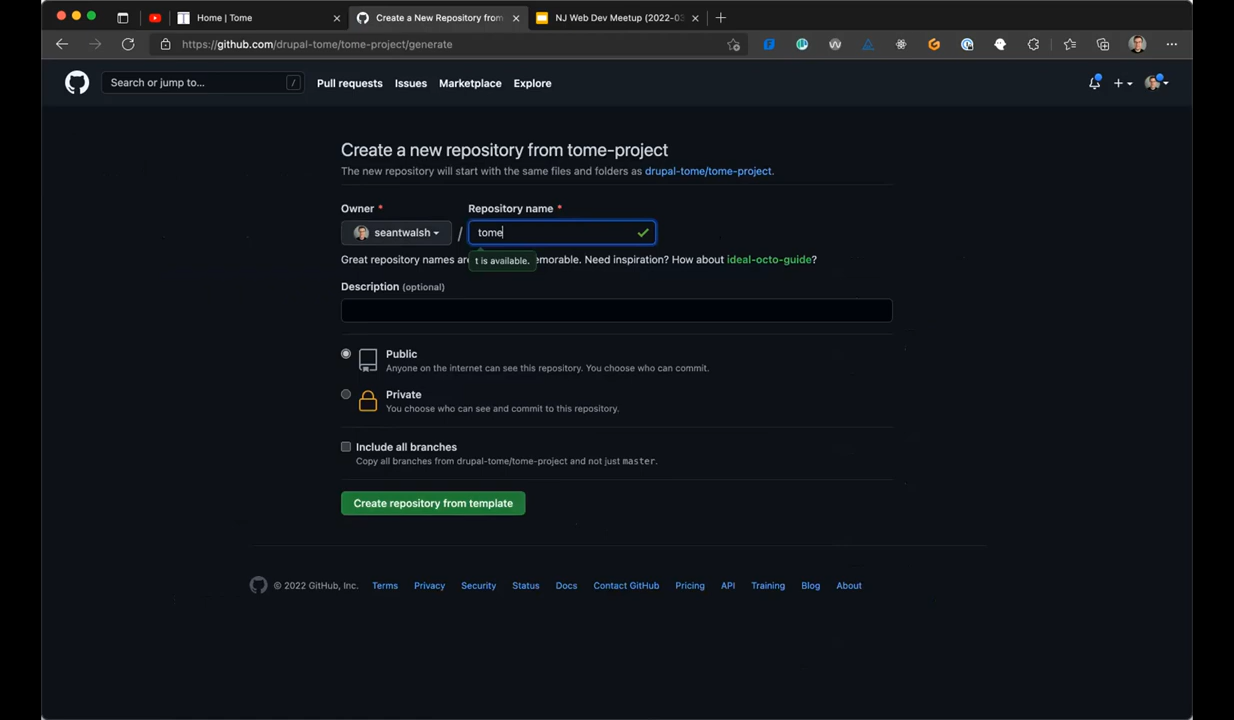 Home | Tome
Create a New Repository from
NJ Web Dev Meetup (2022-03
https://github.com/drupal-tome/tome-project/generate
Search or jump to... /
Pull requests Issues Marketplace Explore
Create a new repository from tome-project
The new repository will start with the same files and folders as drupal-tome/tome-project.
Owner * Repository name *
seantwalsh / tome
Great repository names are emorable. Need inspiration? How about ideal-octo-guide?
t is available.
Description (optional)
Public
Anyone on the internet can see this repository. You choose who can commit.
Private
You choose who can see and commit to this repository.
Include all branches
Copy all branches from drupal-tome/tome-project and not just master.
Create repository from template
© 2022 GitHub, Inc. Terms Privacy Security Status Docs Contact GitHub Pricing API Training Blog About